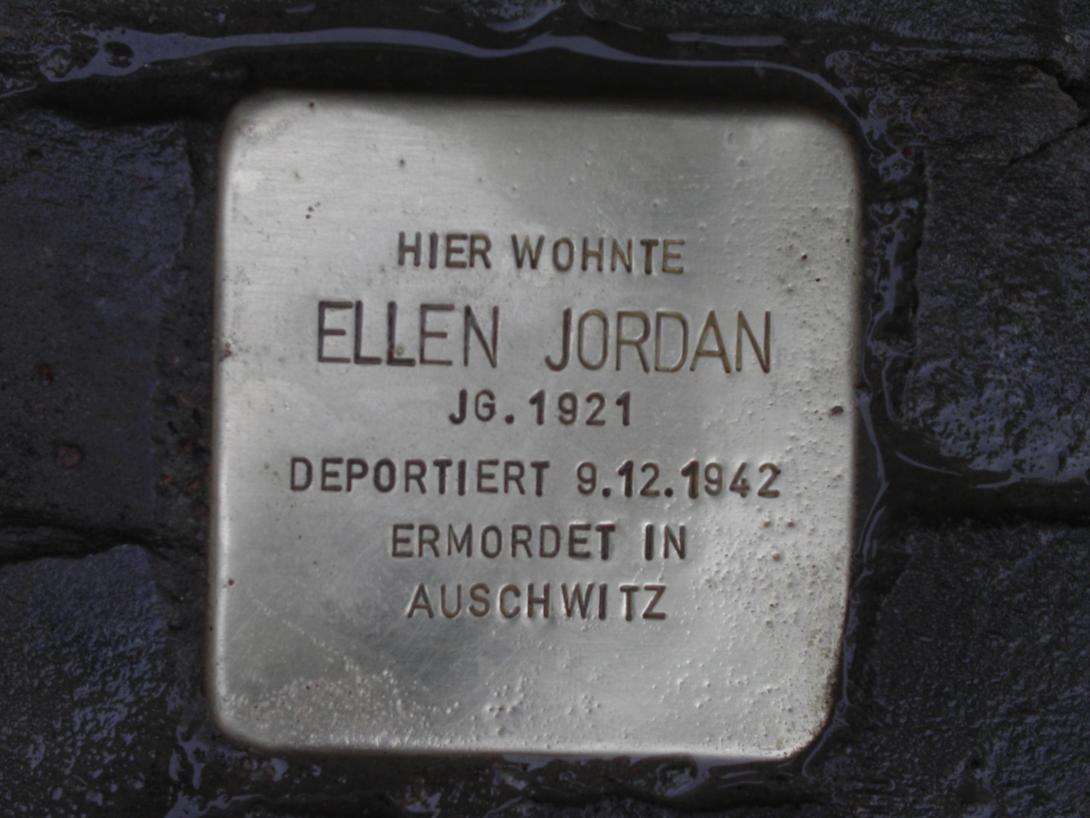 HIER WOHNTE
ELLEN JORDAN
JG.1921
DEPORTIERT 9.12.1942
ERMORDET IN
AUSCHWITZ